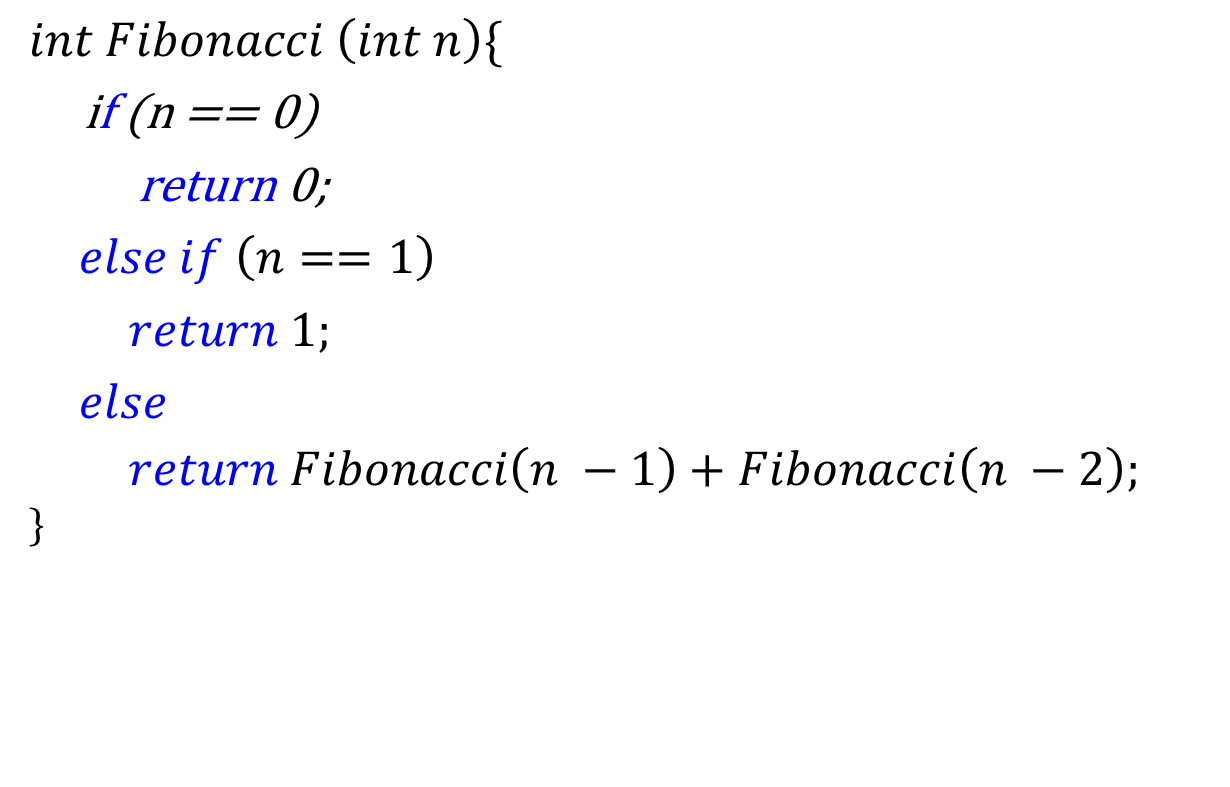 int Fibonacci (int n){
if(n == 0)
return 0;
else if (n == 1)
return 1;
else
return Fibonacci(n − 1) + Fibonacci(n − 2);
}